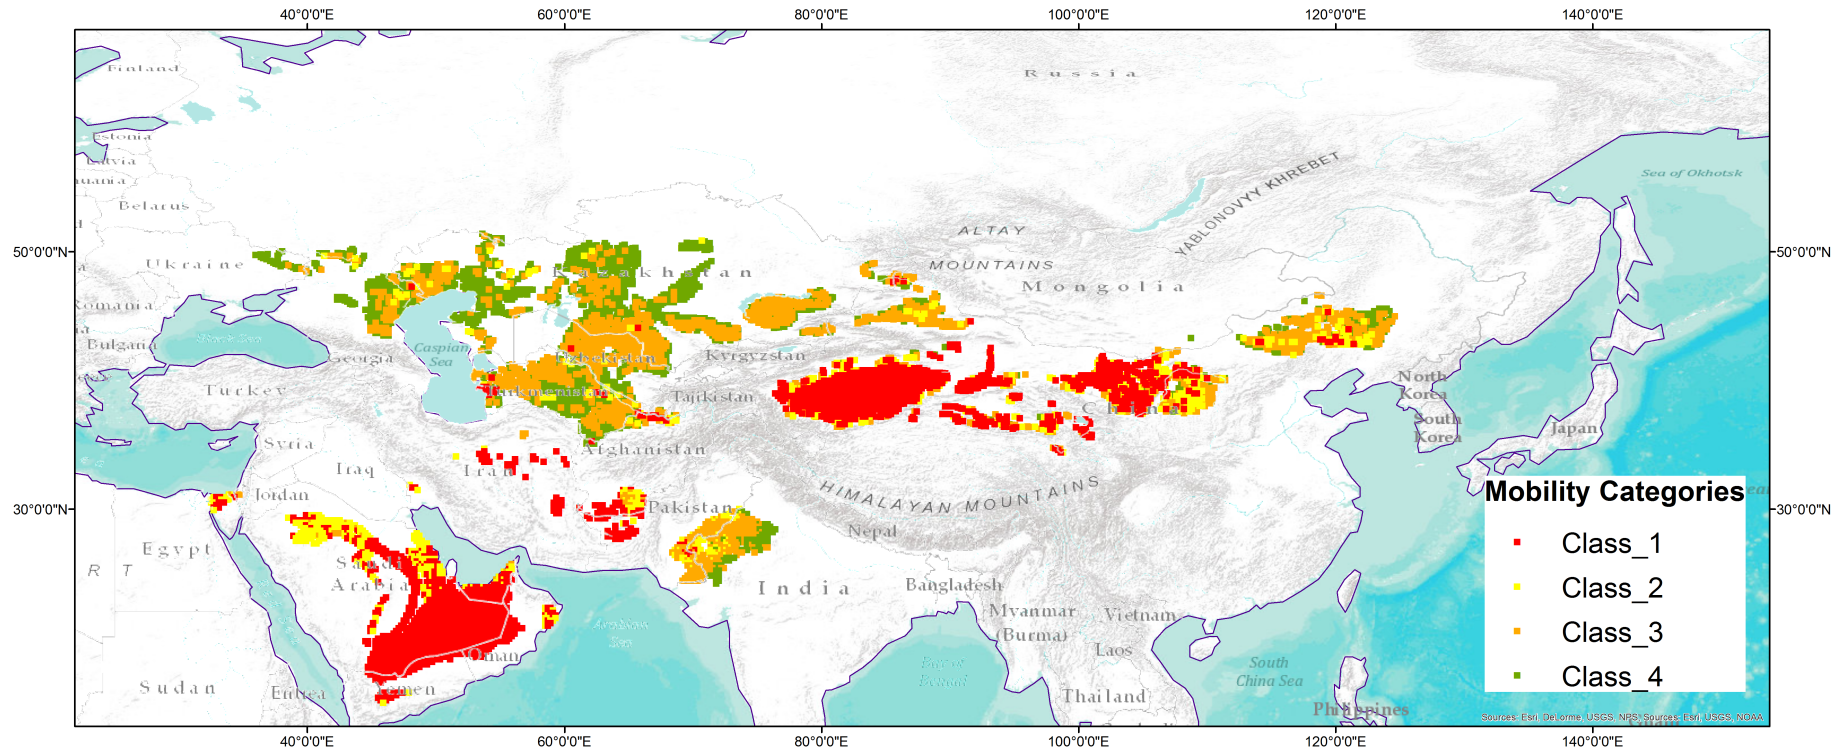 40°0'0"E 60°0'0"E 80°0'0"E 100°0'0"E 120°0'0"E 140°0'0"E
Finland
Russia
Estonia
Latvia
Sea of Okhotsk
Belarus
YABLONOVYY KHREBET
ALTAY
MOUNTAINS
50°0'0"N
50°0'0"N
Ukraine
Kazakhstan
Mongolia
Romania
Bulgaria
Georgia
Caspian
Sea
Uzbekistan
Kyrgyzstan
Turkey
Turkmenistan
Tajikistan
North
Korea
China
South
Korea
Japan
Syria
Afghanistan
Iraq
Iran
Jordan
HIMALAYAN MOUNTAINS
30°0'0"N
30°0'0"N
Pakistan
Nepal
Egypt
Saudi
Arabia
R T
India
Bangladesh
Myanmar
(Burma)
Vietnam
Laos
Oman
South
China Sea
Sudan
Eritrea
Yemen
Thailand
Philippines
Mobility Categories
Class_1
Class_2
Class_3
Class_4
Sources: Esri, DeLorme, USGS, NPS, Sources: Esri, USGS, NOAA
40°0'0"E 60°0'0"E 80°0'0"E 100°0'0"E 120°0'0"E 140°0'0"E